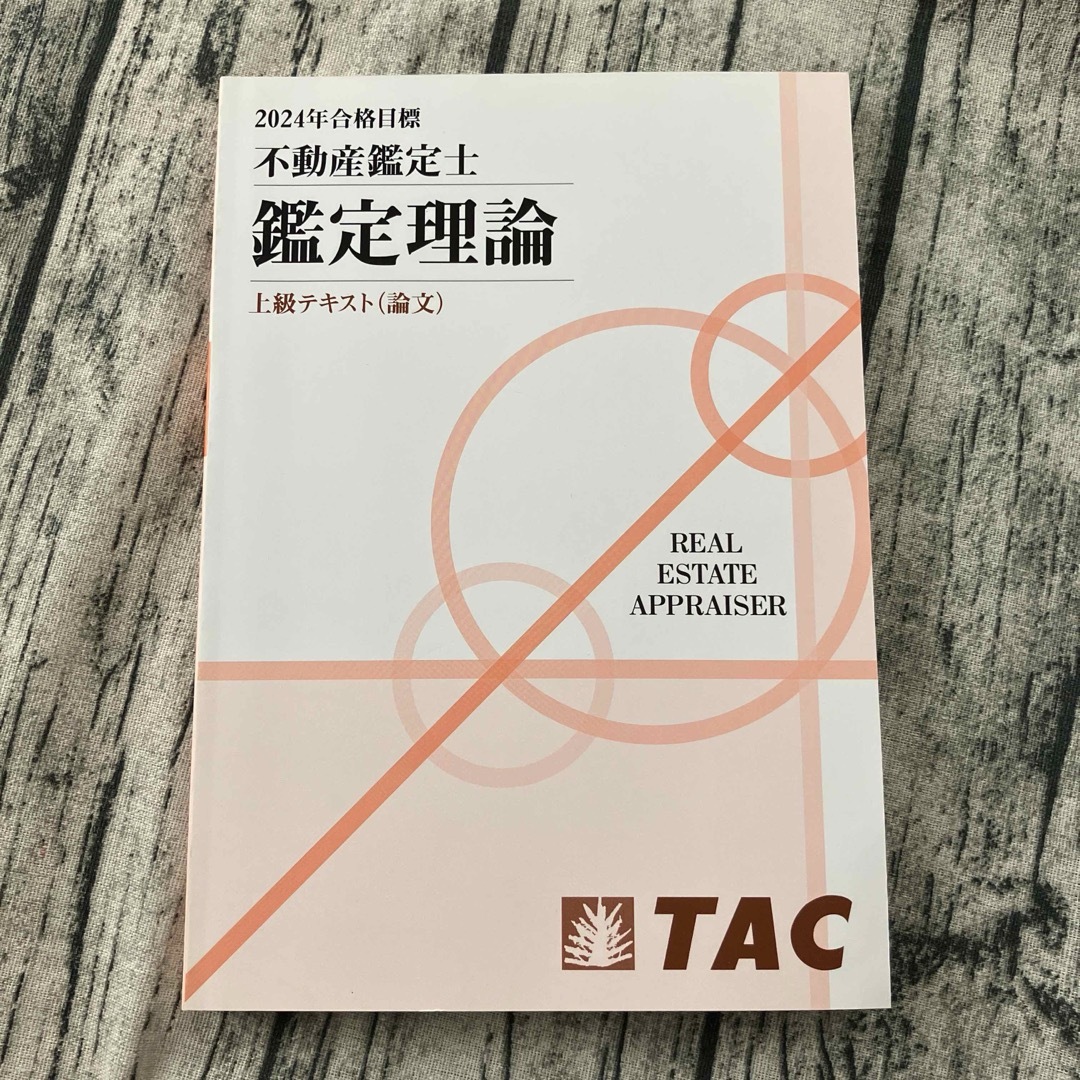 2024年合格目標
不動産鑑定士
鑑定理論
上級テキスト(論文)
REAL
ESTATE
APPRAISER
TAC